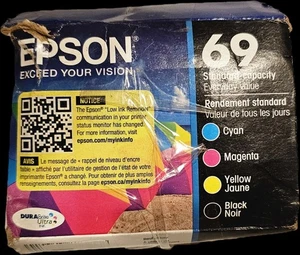 EPSON
EXCEED YOUR VISION
69
Standard-capacity
Everyday Value
Rendement standard
Valeur de tous les jours
NOTICE
The Epson "Low Ink Reminder"
communication in your printer
status monitor has changed.
For more information, visit
epson.com/myinkinfo
AVIS
Le message de « rappel de niveau d'encre
faible » affiché par l'utilitaire de gestion de l'état de votre
imprimante Epson a changé. Pour obtenir de plus amples
renseignements, consultez la page epson.ca/myinkinfo
Cyan
Magenta
Yellow
Jaune
Black
Noir
DURABrite
Ultra